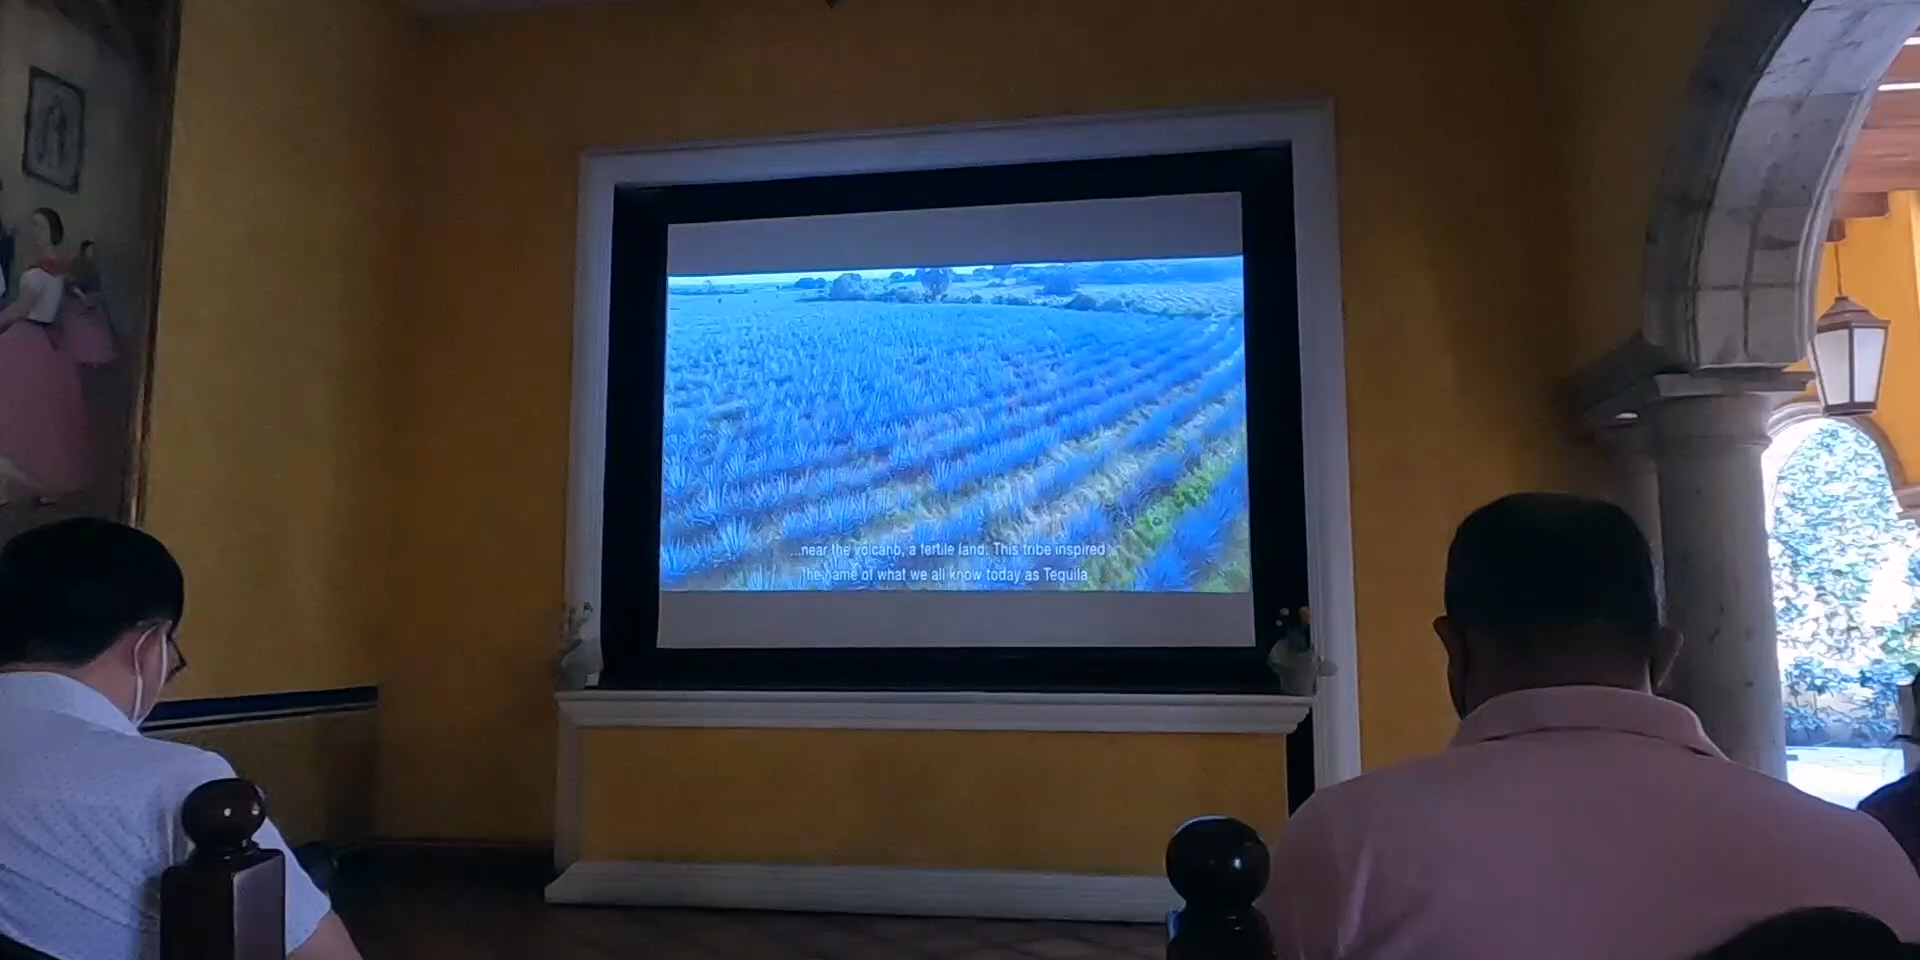 ...near the volcano, a fertile land. This tribe inspired
the name of what we all know today as Tequila